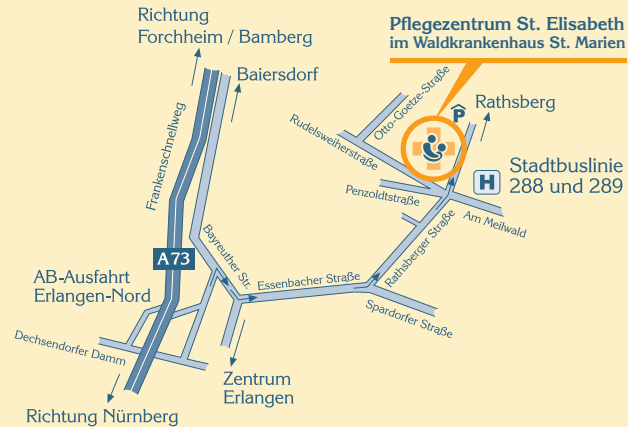 Richtung
Forchheim / Bamberg
Pflegezentrum St. Elisabeth
im Waldkrankenhaus St. Marien
Baiersdorf
Frankenschnellweg
Otto-Goetze-Straße
Rudelsweiherstraße
P
Rathsberg
H
Stadtbuslinie
288 und 289
Penzoldtstraße
Am Meilwald
Rathsberger Straße
Bayreuther Str.
A 73
AB-Ausfahrt
Erlangen-Nord
Essenbacher Straße
Spardorfer Straße
Dechsendorfer Damm
Zentrum
Erlangen
Richtung Nürnberg